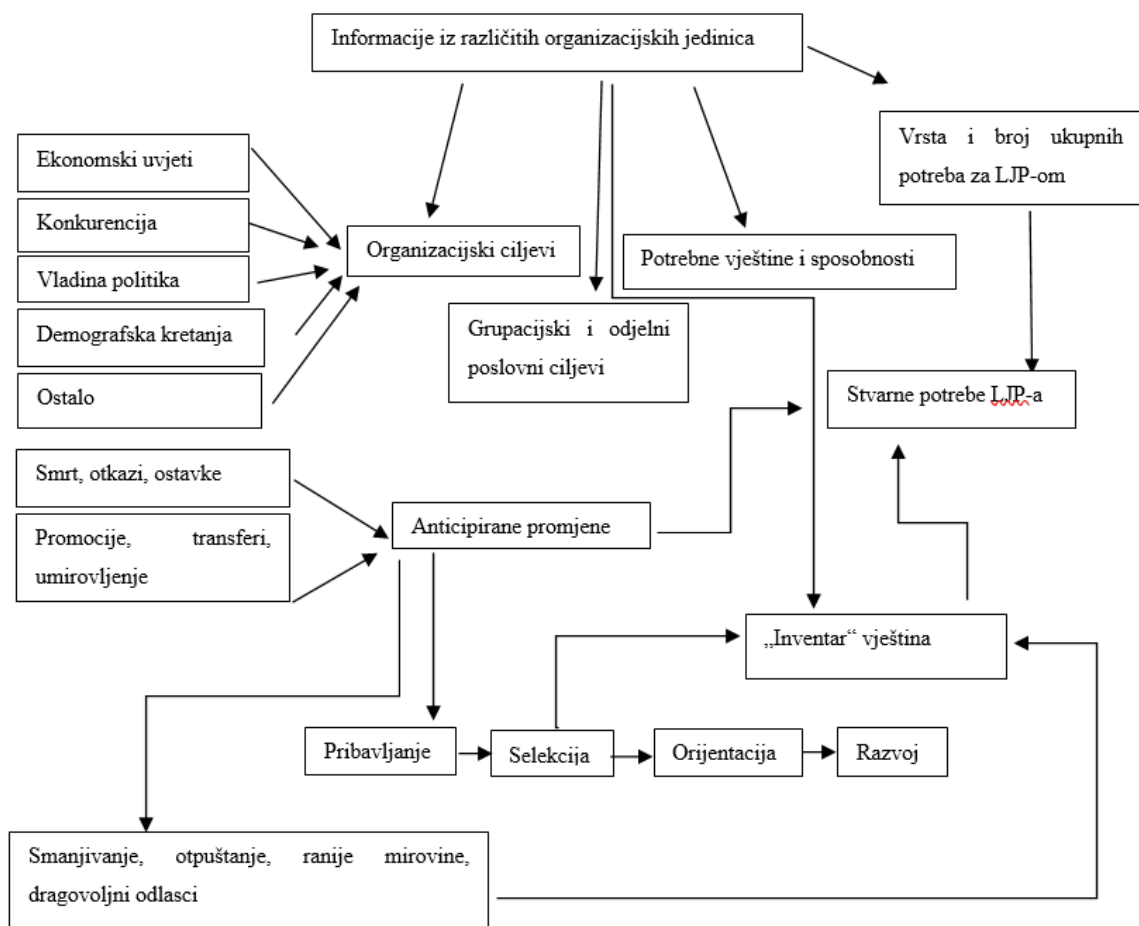 Informacije iz različitih organizacijskih jedinica
Vrsta i broj ukupnih
potreba za LJP-om
Ekonomski uvjeti
Konkurencija
Vladina politika
Demografska kretanja
Ostalo
Organizacijski ciljevi
Potrebne vještine i sposobnosti
Grupacijski i odjelni
poslovni ciljevi
Stvarne potrebe LJP-a
Smrt, otkazi, ostavke
Promocije, transferi,
umirovljenje
Anticipirane promjene
„Inventar“ vještina
Pribavljanje
Selekcija
Orijentacija
Razvoj
Smanjivanje, otpuštanje, ranije mirovine,
dragovoljni odlasci